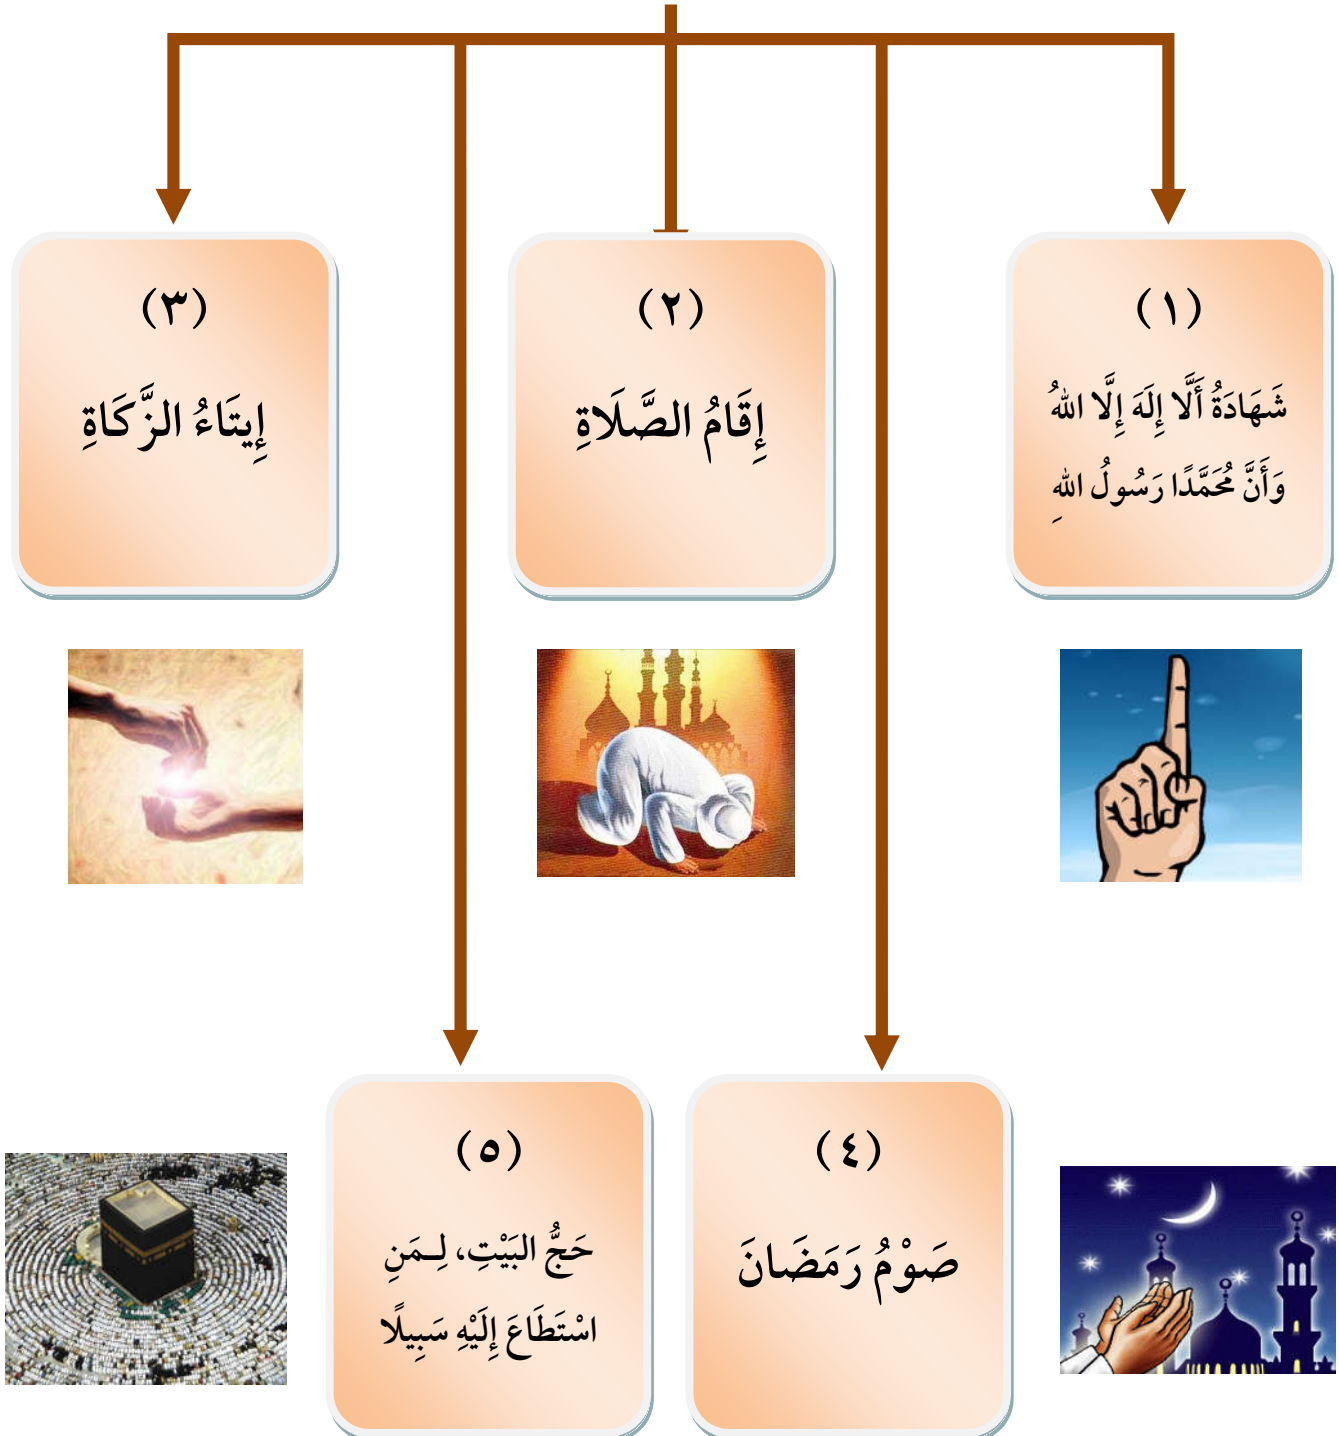 (١)
شَهَادَةُ أَلَّا إِلَهَ إِلَّا اللهُ
وَأَنَّ مُحَمَّدًا رَسُولُ اللهِ
(٢)
إِقَامُ الصَّلَاةِ
(٣)
إِيتَاءُ الزَّكَاةِ
(٤)
صَوْمُ رَمَضَانَ
(٥)
حَجُّ البَيْتِ، لِـمَنِ
اسْتَطَاعَ إِلَيْهِ سَبِيلًا